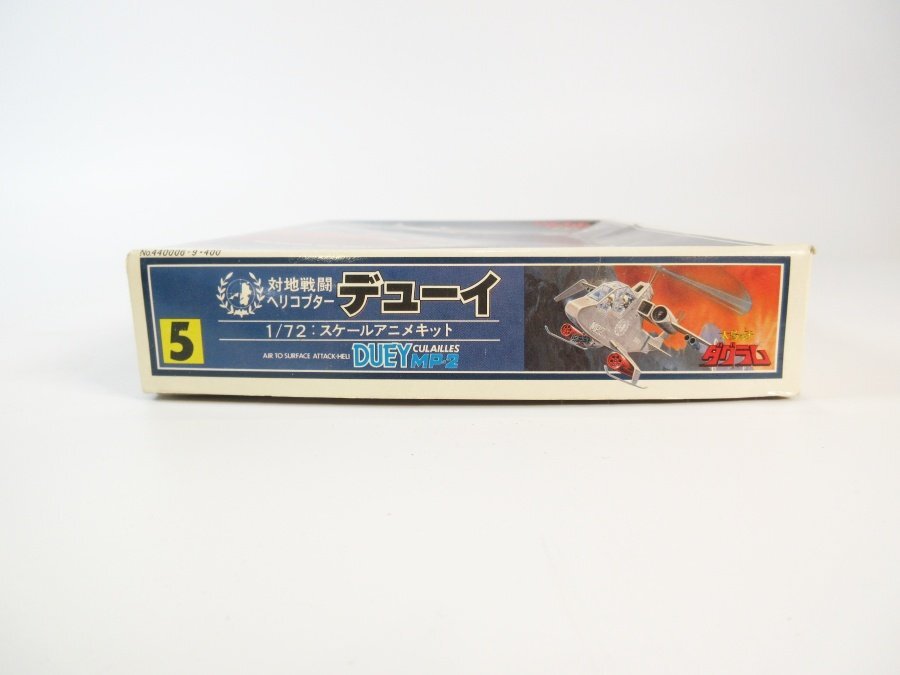 No.440006-9-400
対地戦闘
ヘリコプター
デューイ
5
1/72:スケールアニメキット
AIR TO SURFACE ATTACK-HELI
DUEY
CULAILLES
MP-2
ダグラム